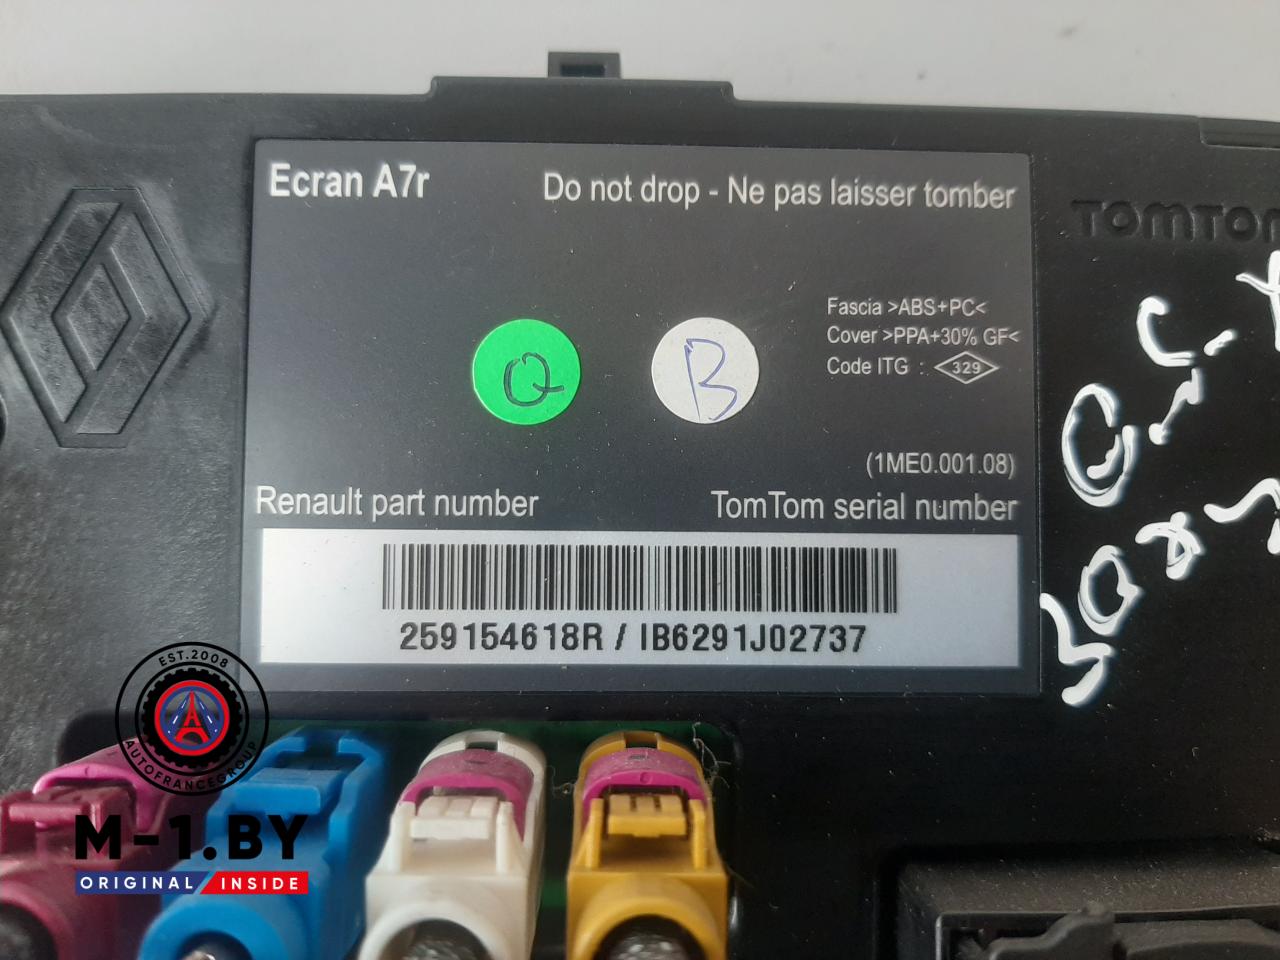 Ecran A7r
Do not drop - Ne pas laisser tomber
TOMTOM
Fascia >ABS+PC<
Cover >PPA+30% GF<
Code ITG : 329
Q
B
(1ME0.001.08)
Renault part number
TomTom serial number
259154618R / IB6291J02737
EST.2008
AUTOFRANCEGROUP
M-1.BY
ORIGINAL / INSIDE